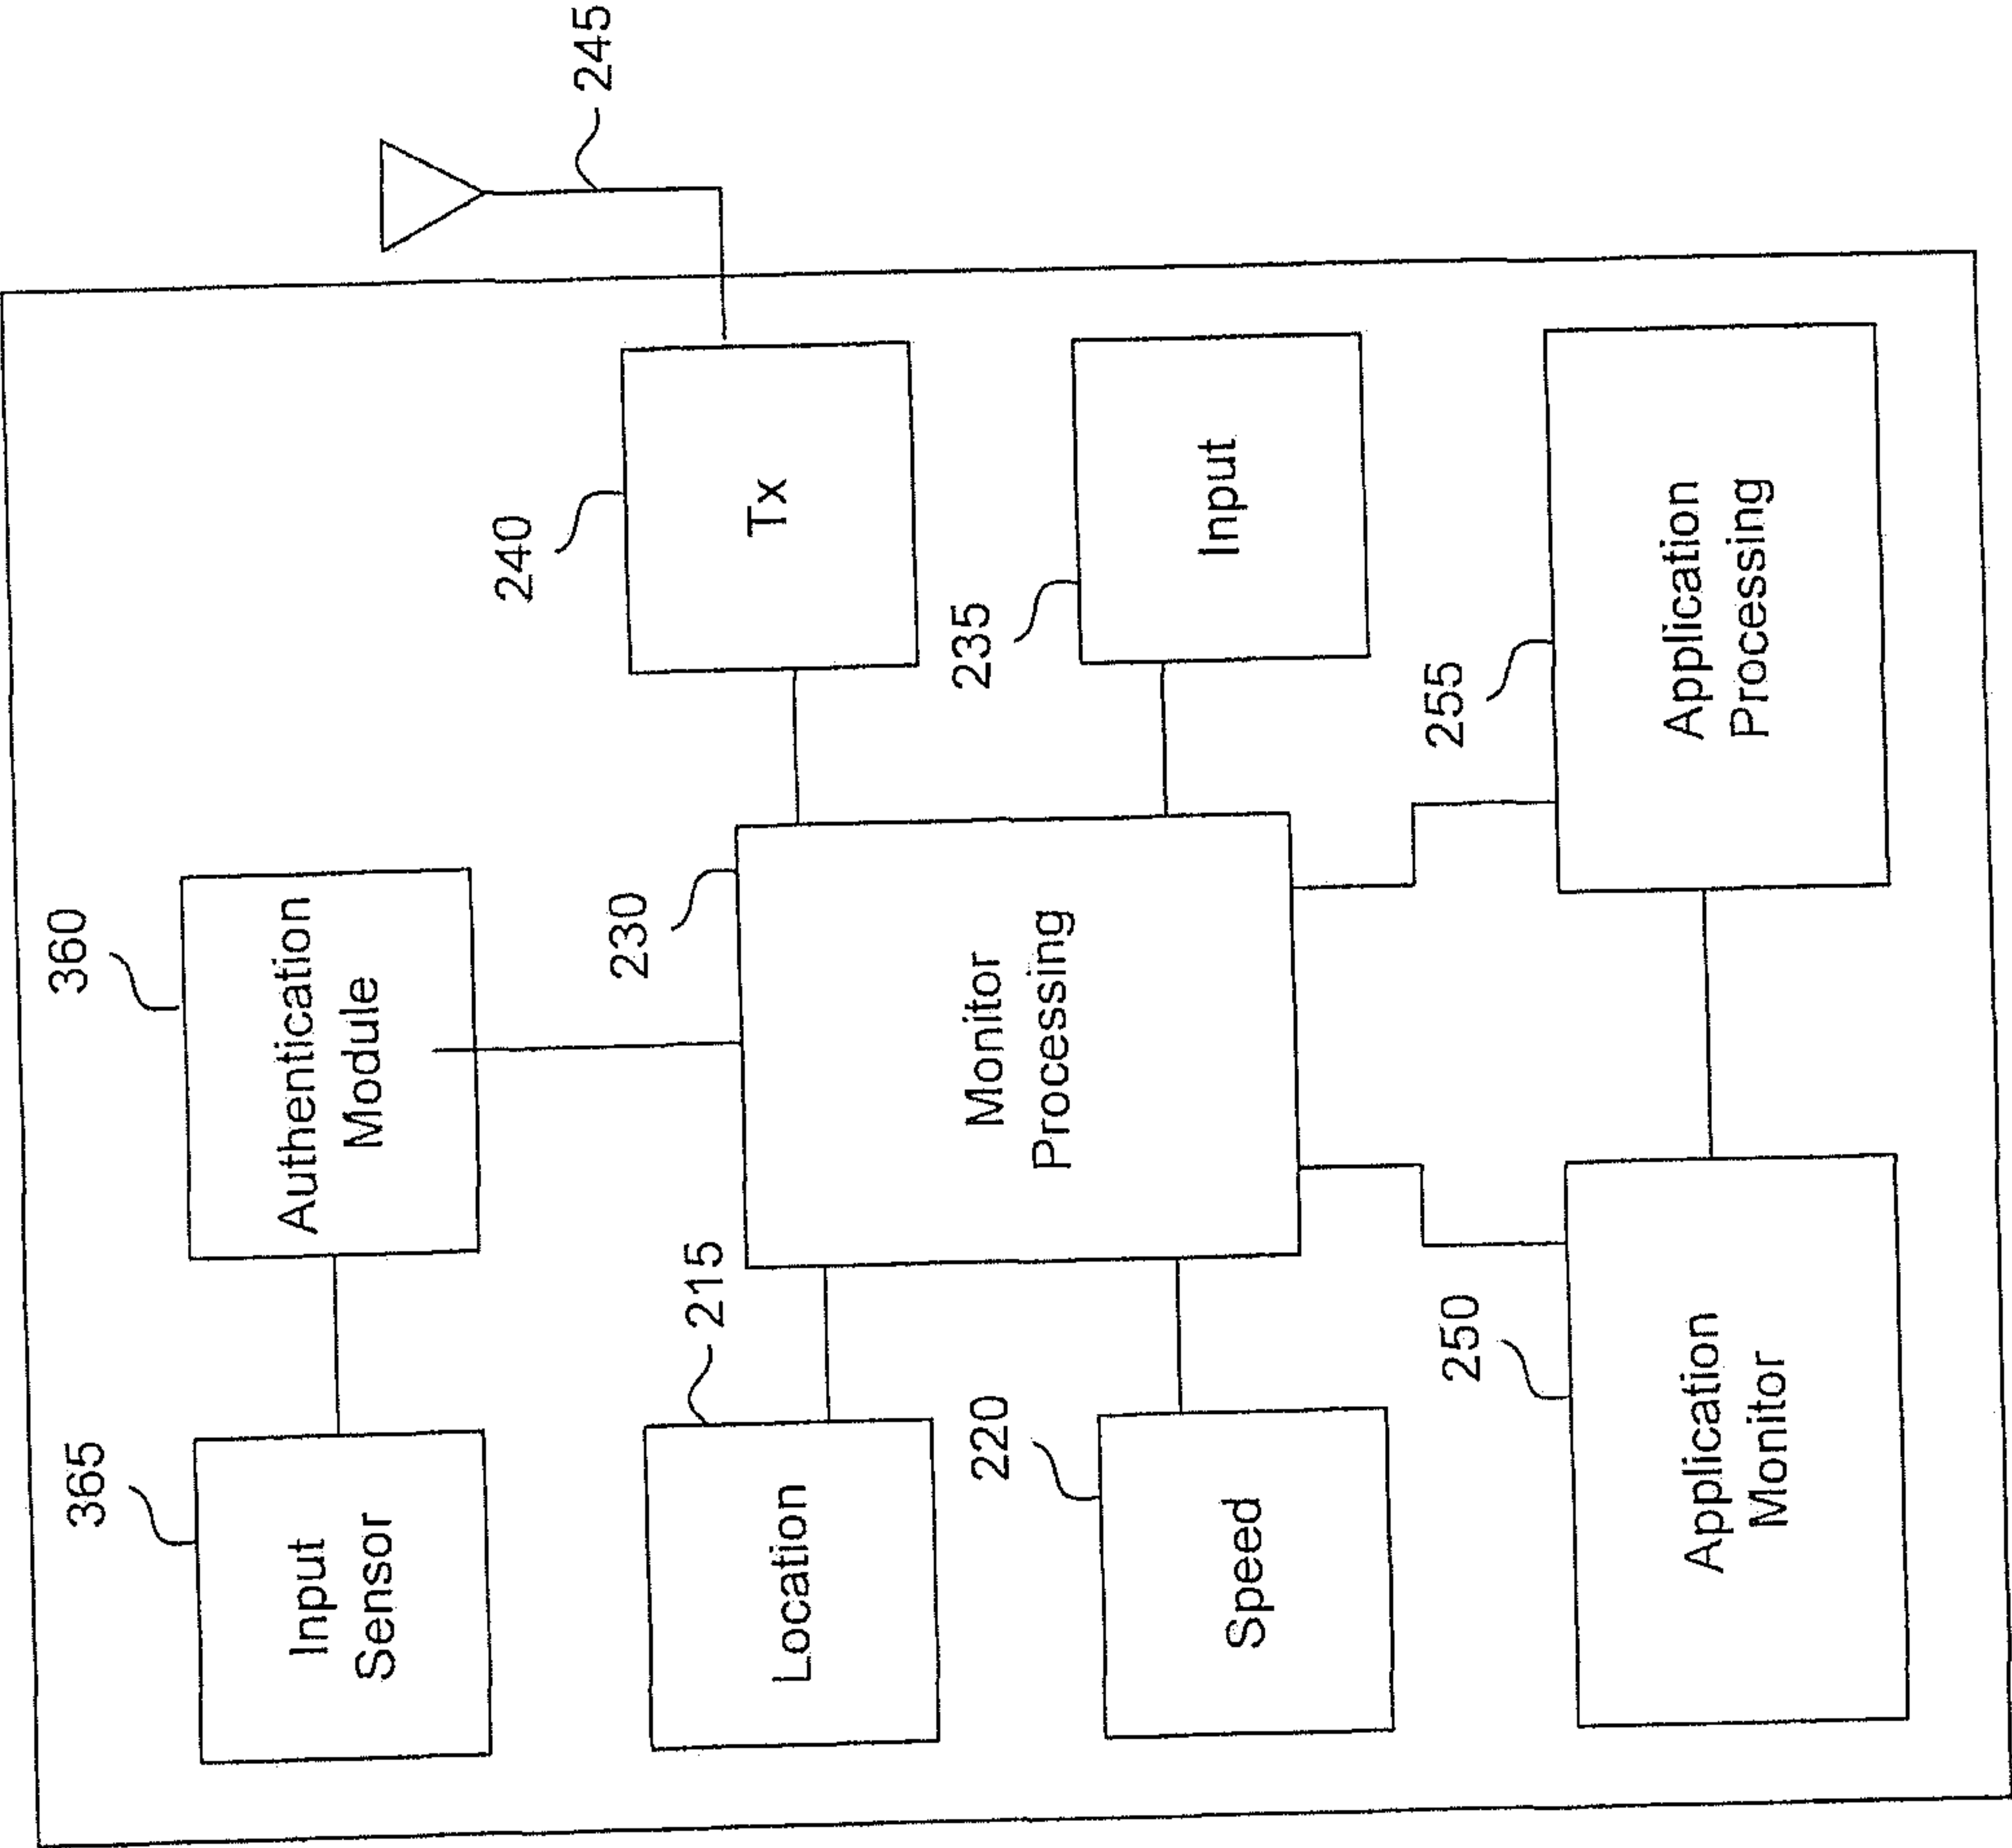 365
Input
Sensor
360
Authentication
Module
245
215
Location
230
Monitor
Processing
240
Tx
220
Speed
235
Input
250
Application
Monitor
255
Application
Processing